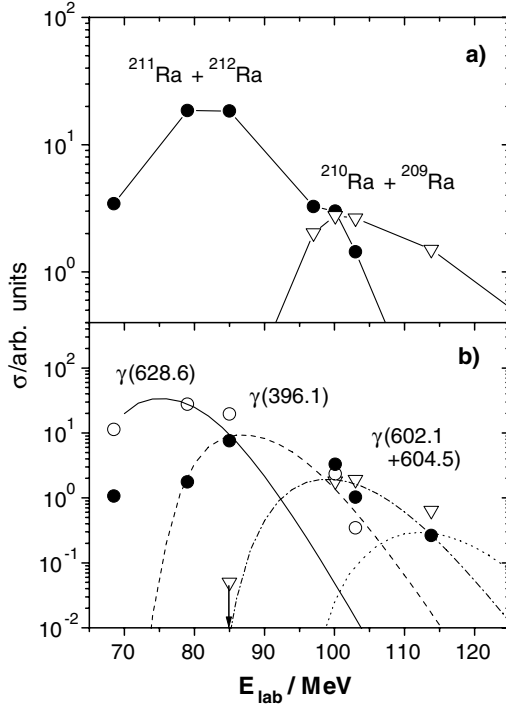 10²
a)
²¹¹Ra + ²¹²Ra
10¹
²¹⁰Ra + ²⁰⁹Ra
10⁰
σ/arb. units
b)
γ(628.6)
γ(396.1)
10¹
γ(602.1
+604.5)
10⁰
10⁻¹
10⁻²
70 80 90 100 110 120
E_lab / MeV